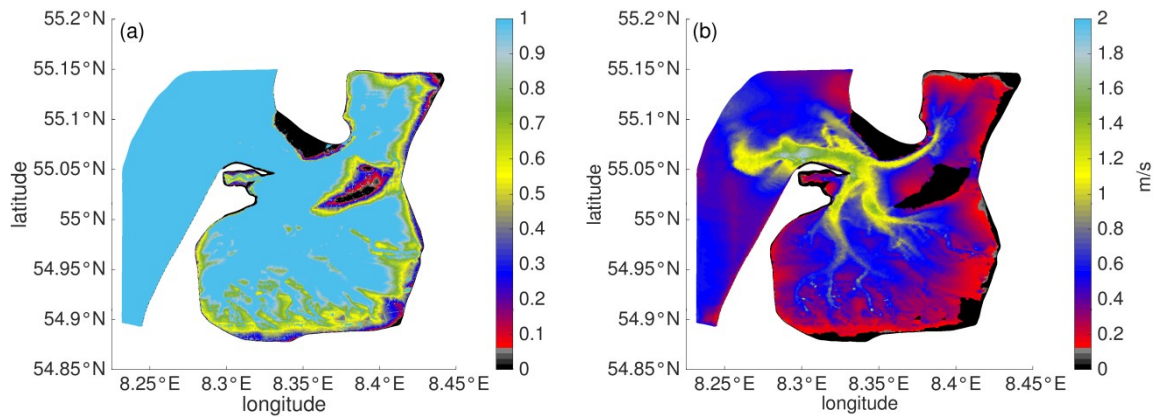 (a)
55.2°N
55.15°N
55.1°N
55.05°N
55°N
54.95°N
54.9°N
54.85°N
latitude
8.25°E 8.3°E 8.35°E 8.4°E 8.45°E
longitude
1
0.9
0.8
0.7
0.6
0.5
0.4
0.3
0.2
0.1
0
(b)
55.2°N
55.15°N
55.1°N
55.05°N
55°N
54.95°N
54.9°N
54.85°N
latitude
8.25°E 8.3°E 8.35°E 8.4°E 8.45°E
longitude
2
1.8
1.6
1.4
1.2
1
0.8
0.6
0.4
0.2
0
m/s